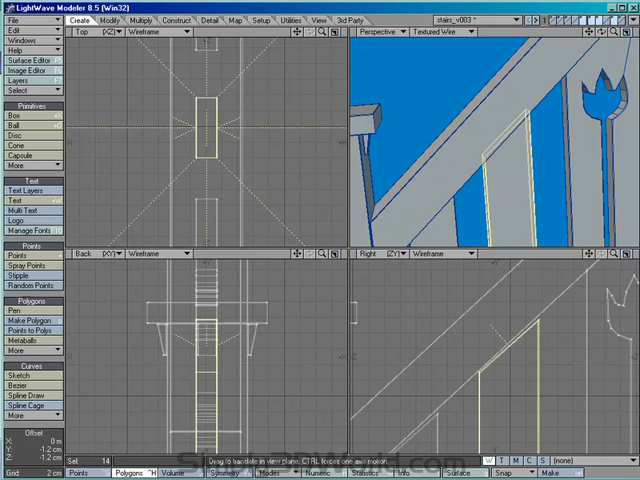 LightWave Modeler 8.5 (Win32)
File
Edit
Windows
Help
Surface Editor F5
Image Editor
Layers
Select
Primitives
Box
Ball
Disc
Cone
Capsule
More
Text
Text Layers
Text
Multi Text
Logo
Manage Fonts
Points
Points
Spray Points
Stipple
Random Points
Polygons
Pen
Make Polygon
Points to Polys
Metaballs
More
Curves
Sketch
Bezier
Spline Draw
Spline Cage
More
Offset
X: 0 m
Y: -1.2 cm
Z: -1.2 cm
Grid: 2 cm
Create Modify Multiply Construct Detail Map Setup Utilities View 3rd Party
stairs_v003 *
Top (XZ) Wireframe
Perspective Textured Wire
Back (XY) Wireframe
Right (ZY) Wireframe
Sel: 14
Drag to translate in view plane. CTRL forces one axis motion.
W T M C S (none)
Points Polygons ^H Volume Symmetry Modes Numeric Statistics Info Surface Snap Make